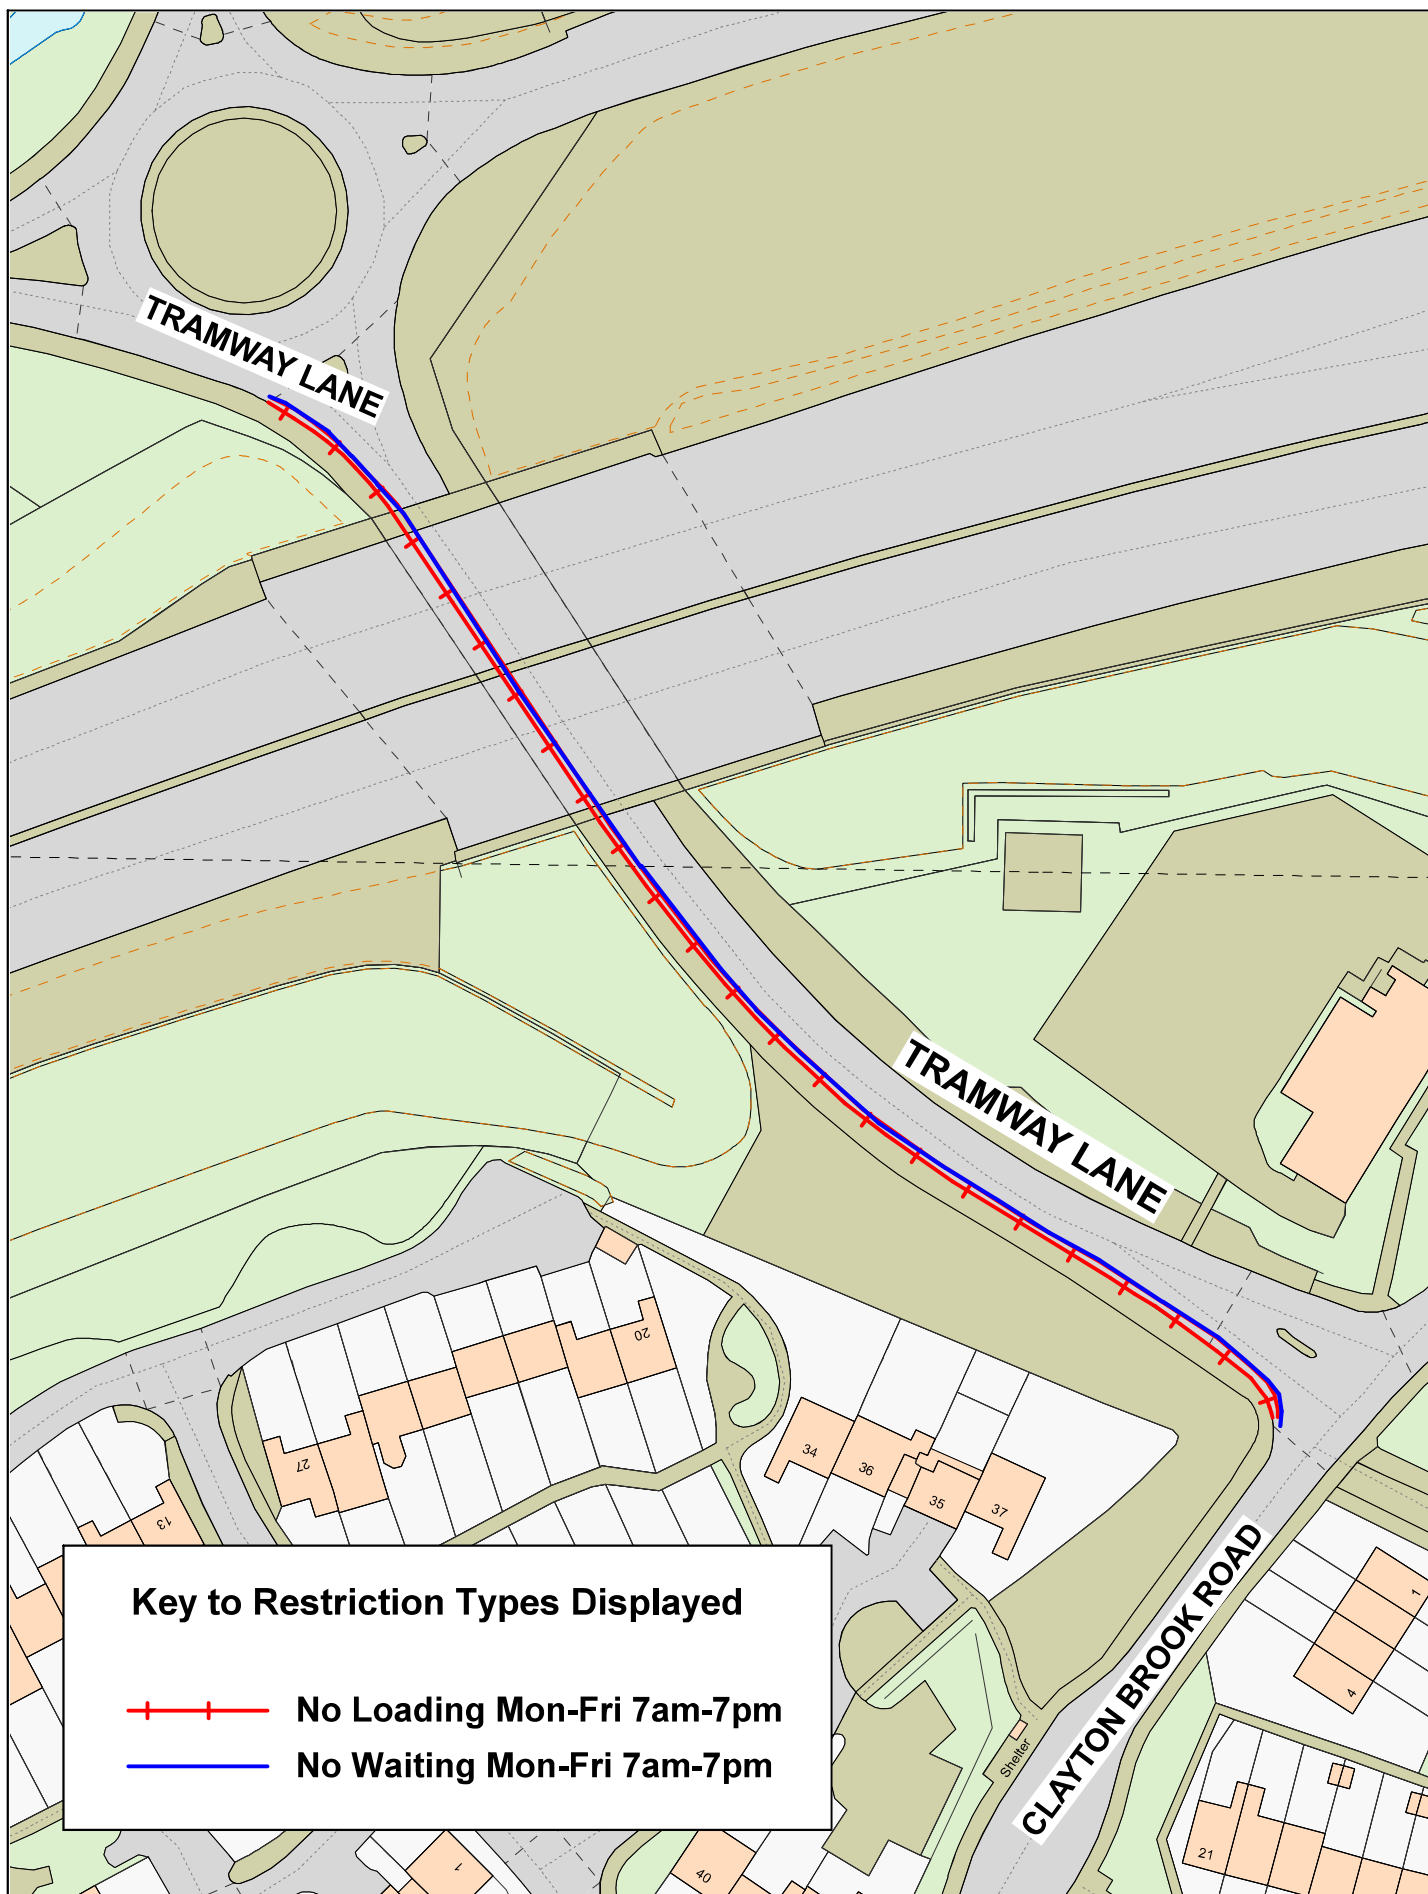 TRAMWAY LANE
TRAMWAY LANE
20
27
13
34
36
35
37
1
4
CLAYTON BROOK ROAD
Shelter
Key to Restriction Types Displayed
No Loading Mon-Fri 7am-7pm
No Waiting Mon-Fri 7am-7pm
21
1
40